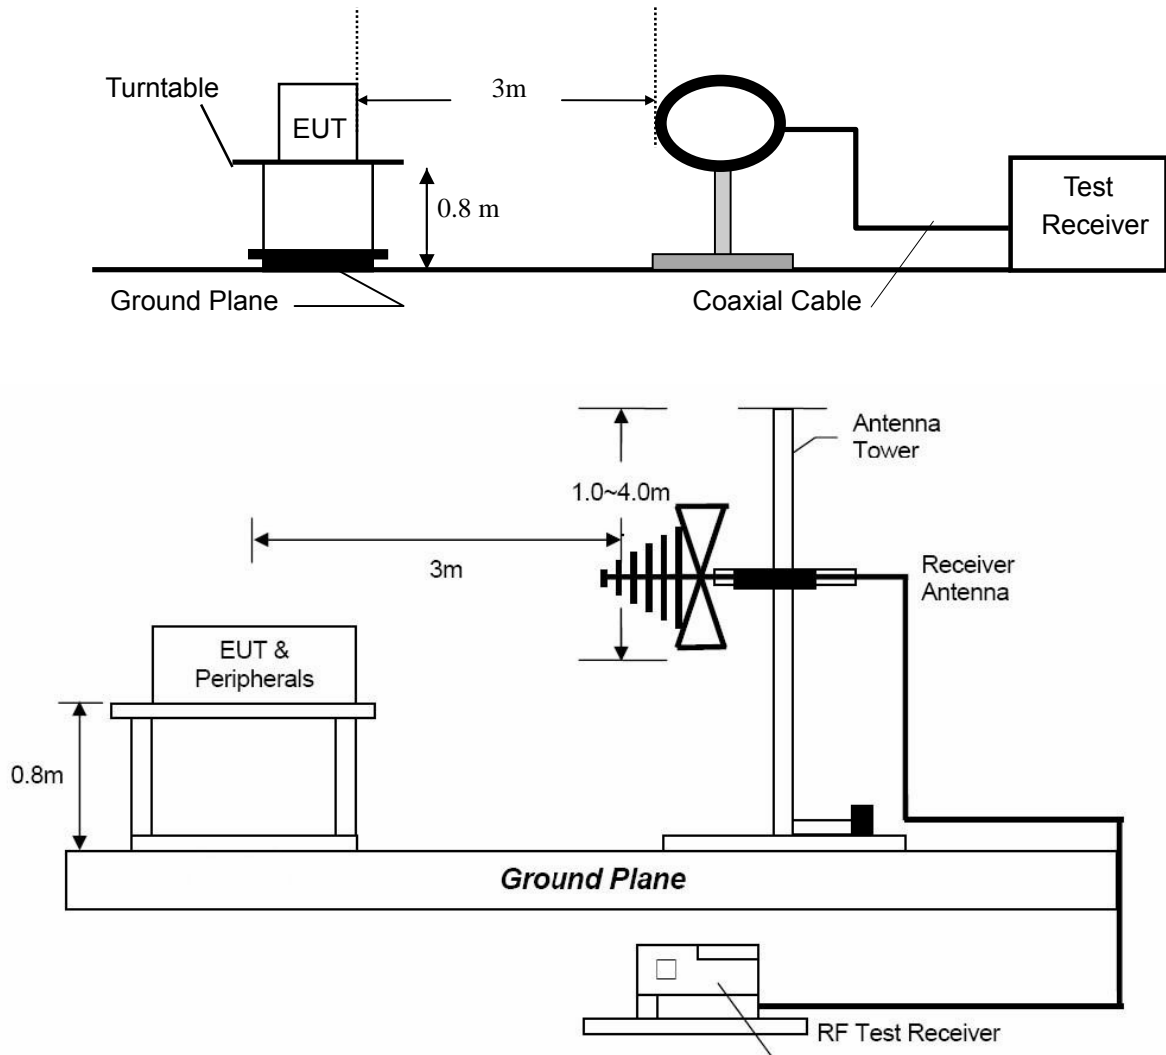 Turntable
EUT
3m
0.8 m
Test
Receiver
Ground Plane
Coaxial Cable
Antenna
Tower
1.0~4.0m
3m
Receiver
Antenna
EUT &
Peripherals
0.8m
Ground Plane
RF Test Receiver